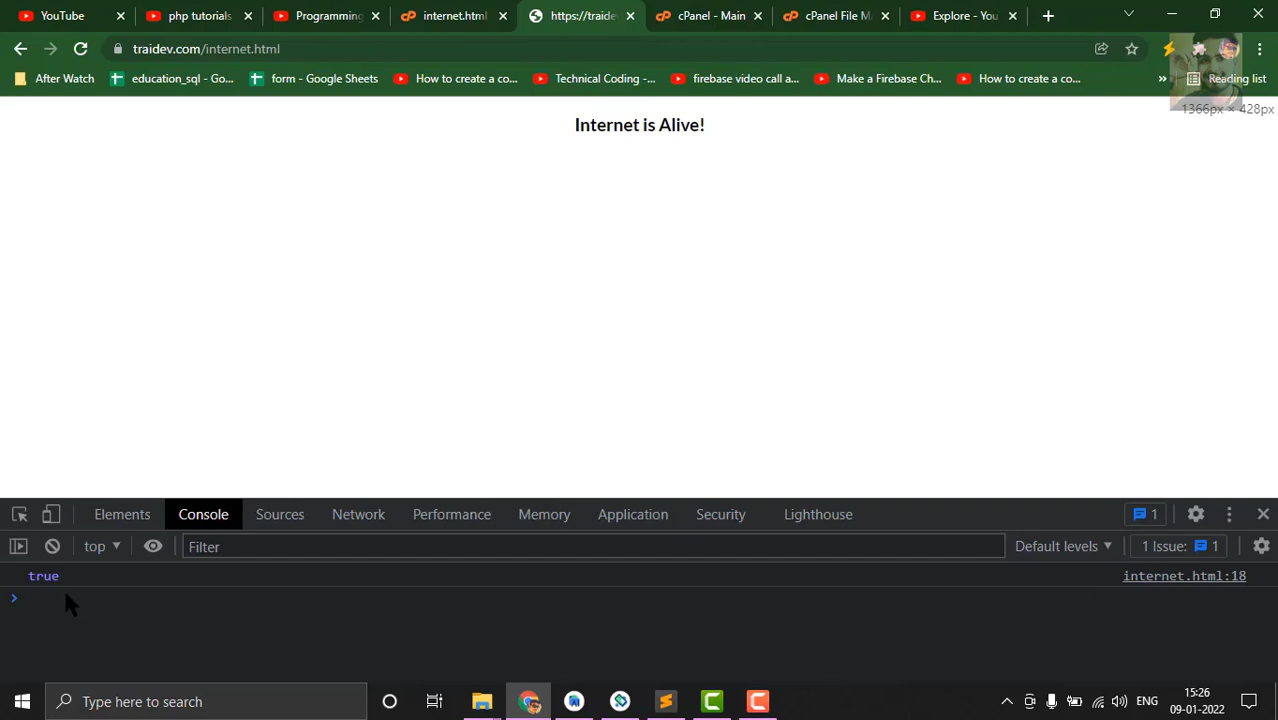 YouTube
php tutorials
Programming
internet.html
https://traide
cPanel - Main
cPanel File M
Explore - You
traidev.com/internet.html
After Watch
education_sql - Go...
form - Google Sheets
How to create a co...
Technical Coding -...
firebase video call a...
Make a Firebase Ch...
How to create a co...
»
Reading list
1366px × 428px
Internet is Alive!
Elements
Console
Sources
Network
Performance
Memory
Application
Security
Lighthouse
1
top
Filter
Default levels
1 Issue:
1
true
internet.html:18
>
Type here to search
ENG
15:26
09-01-2022